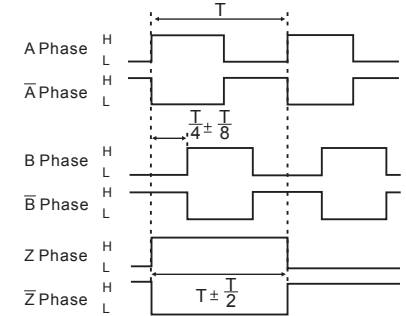 T
A Phase H
L
A̅ Phase H
L
T/4 ± T/8
B Phase H
L
B̅ Phase H
L
Z Phase H
L
Z̅ Phase H
L
T ± T/2